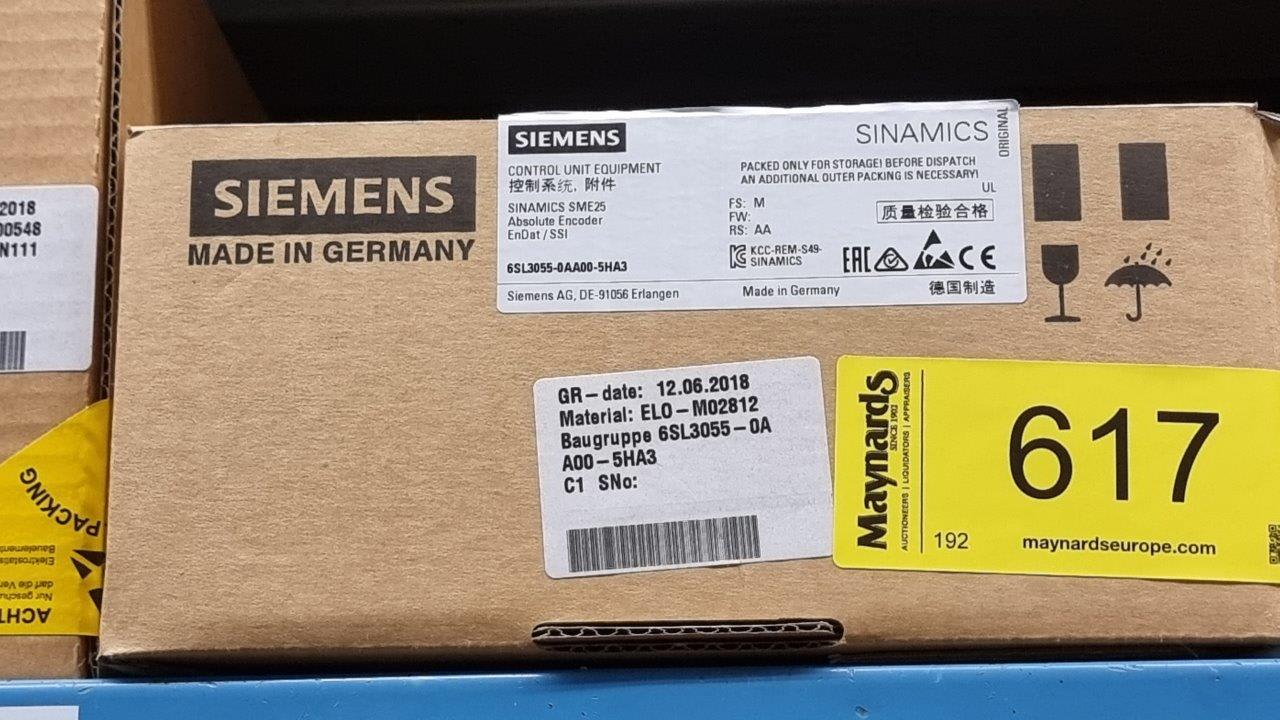 2018
00548
N111
PACKING
ACHT
SIEMENS
MADE IN GERMANY
SIEMENS
SINAMICS
ORIGINAL
CONTROL UNIT EQUIPMENT
控制系统, 附件
PACKED ONLY FOR STORAGE! BEFORE DISPATCH
AN ADDITIONAL OUTER PACKING IS NECESSARY!
UL
SINAMICS SME25
Absolute Encoder
EnDat / SSI
FS: M
FW:
RS: AA
质量检验合格
KCC-REM-S49-
SINAMICS
EAC
CE
6SL3055-0AA00-5HA3
Siemens AG, DE-91056 Erlangen
Made in Germany
德国制造
GR-date: 12.06.2018
Material: ELO-M02812
Baugruppe 6SL3055-0A
A00-5HA3
C1 SNo:
Maynards
SINCE 1902
AUCTIONEERS | LIQUIDATORS | APPRAISERS
617
192
maynardseurope.com